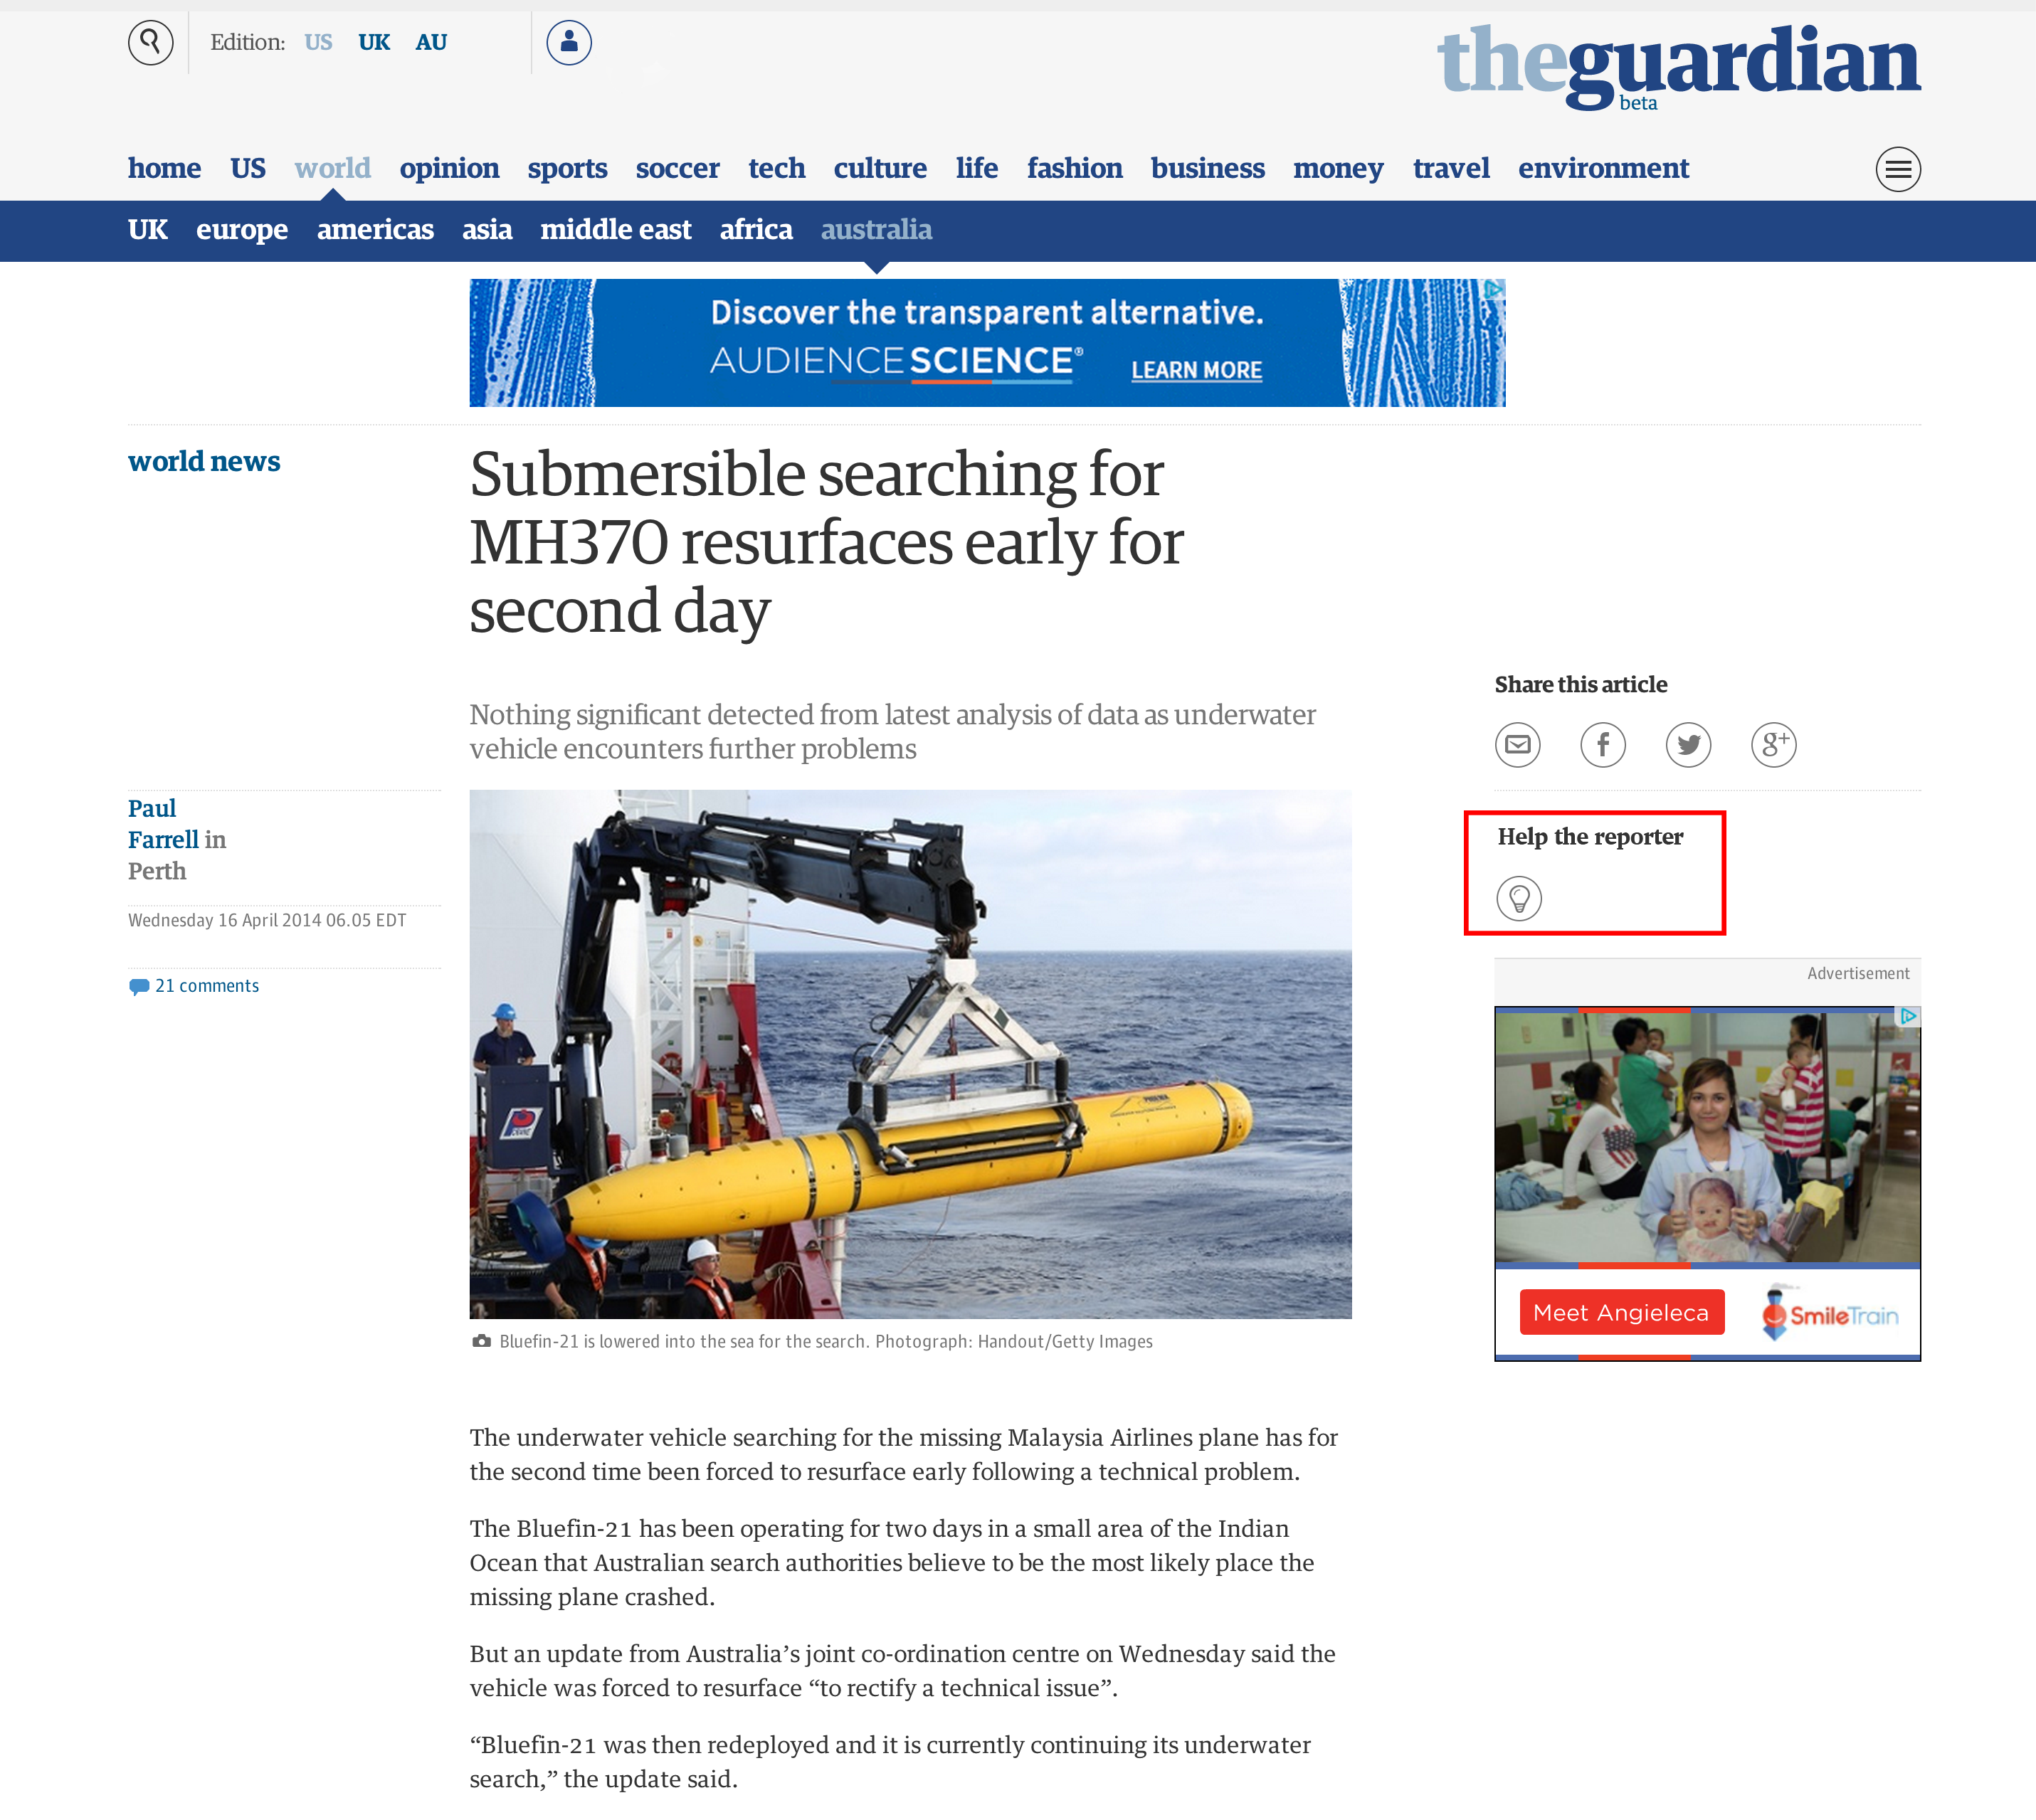 Edition: US UK AU
theguardian
beta
home US world opinion sports soccer tech culture life fashion business money travel environment
UK europe americas asia middle east africa australia
Discover the transparent alternative.
AUDIENCESCIENCE®
LEARN MORE
world news
Submersible searching for
MH370 resurfaces early for
second day
Nothing significant detected from latest analysis of data as underwater
vehicle encounters further problems
Share this article
f g+
Help the reporter
Paul
Farrell in
Perth
Wednesday 16 April 2014 06.05 EDT
21 comments
Advertisement
Meet Angieleca
SmileTrain
Bluefin-21 is lowered into the sea for the search. Photograph: Handout/Getty Images
The underwater vehicle searching for the missing Malaysia Airlines plane has for
the second time been forced to resurface early following a technical problem.
The Bluefin-21 has been operating for two days in a small area of the Indian
Ocean that Australian search authorities believe to be the most likely place the
missing plane crashed.
But an update from Australia’s joint co-ordination centre on Wednesday said the
vehicle was forced to resurface “to rectify a technical issue”.
“Bluefin-21 was then redeployed and it is currently continuing its underwater
search,” the update said.